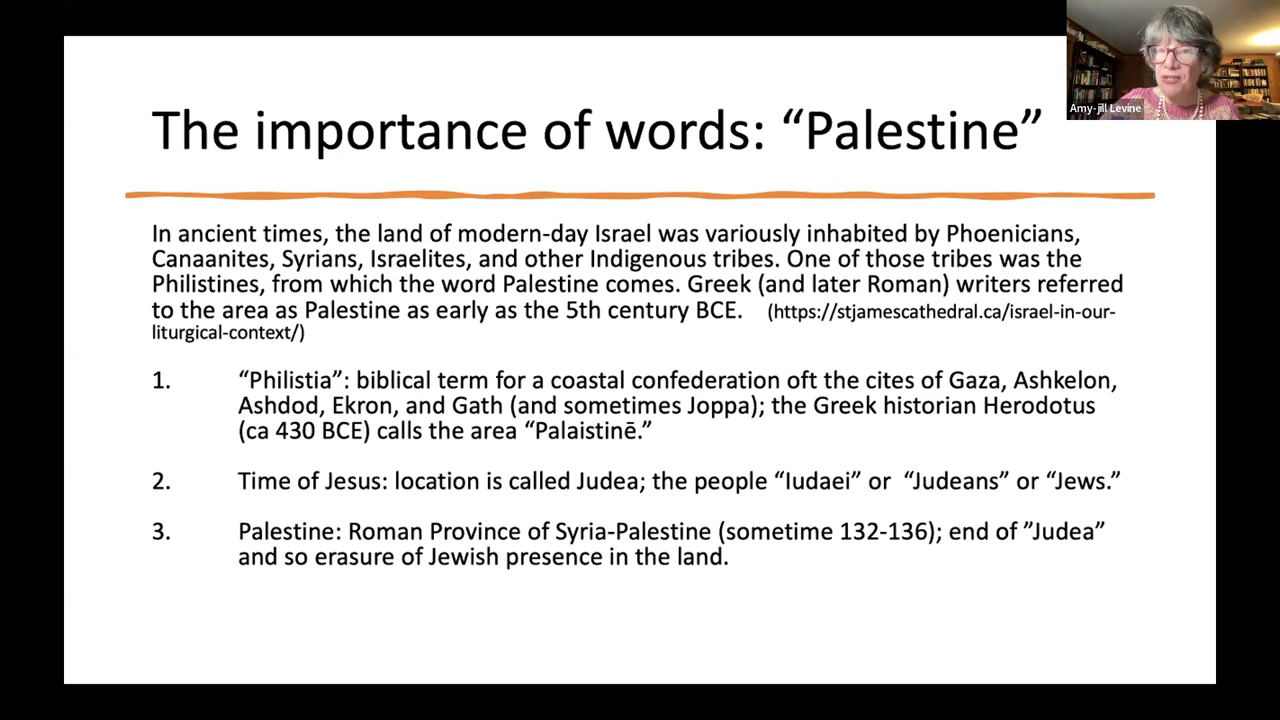 Amy-jill Levine
The importance of words: “Palestine”
In ancient times, the land of modern-day Israel was variously inhabited by Phoenicians,
Canaanites, Syrians, Israelites, and other Indigenous tribes. One of those tribes was the
Philistines, from which the word Palestine comes. Greek (and later Roman) writers referred
to the area as Palestine as early as the 5th century BCE. (https://stjamescathedral.ca/israel-in-our-
liturgical-context/)
1. “Philistia”: biblical term for a coastal confederation oft the cites of Gaza, Ashkelon,
Ashdod, Ekron, and Gath (and sometimes Joppa); the Greek historian Herodotus
(ca 430 BCE) calls the area “Palaistinē.”
2. Time of Jesus: location is called Judea; the people “Iudaei” or “Judeans” or “Jews.”
3. Palestine: Roman Province of Syria-Palestine (sometime 132-136); end of ”Judea”
and so erasure of Jewish presence in the land.